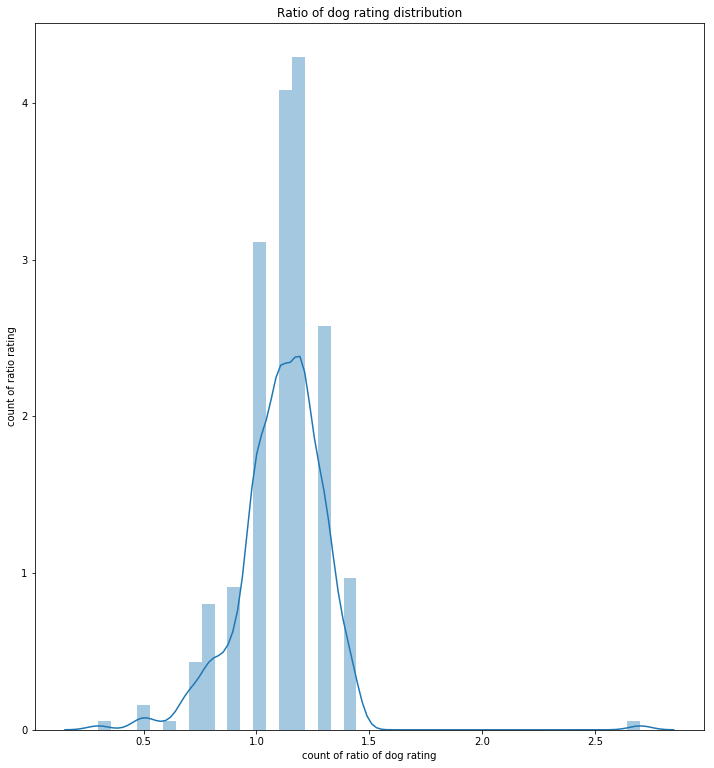 Ratio of dog rating distribution
4
3
2
1
0
count of ratio rating
0.5 1.0 1.5 2.0 2.5
count of ratio of dog rating